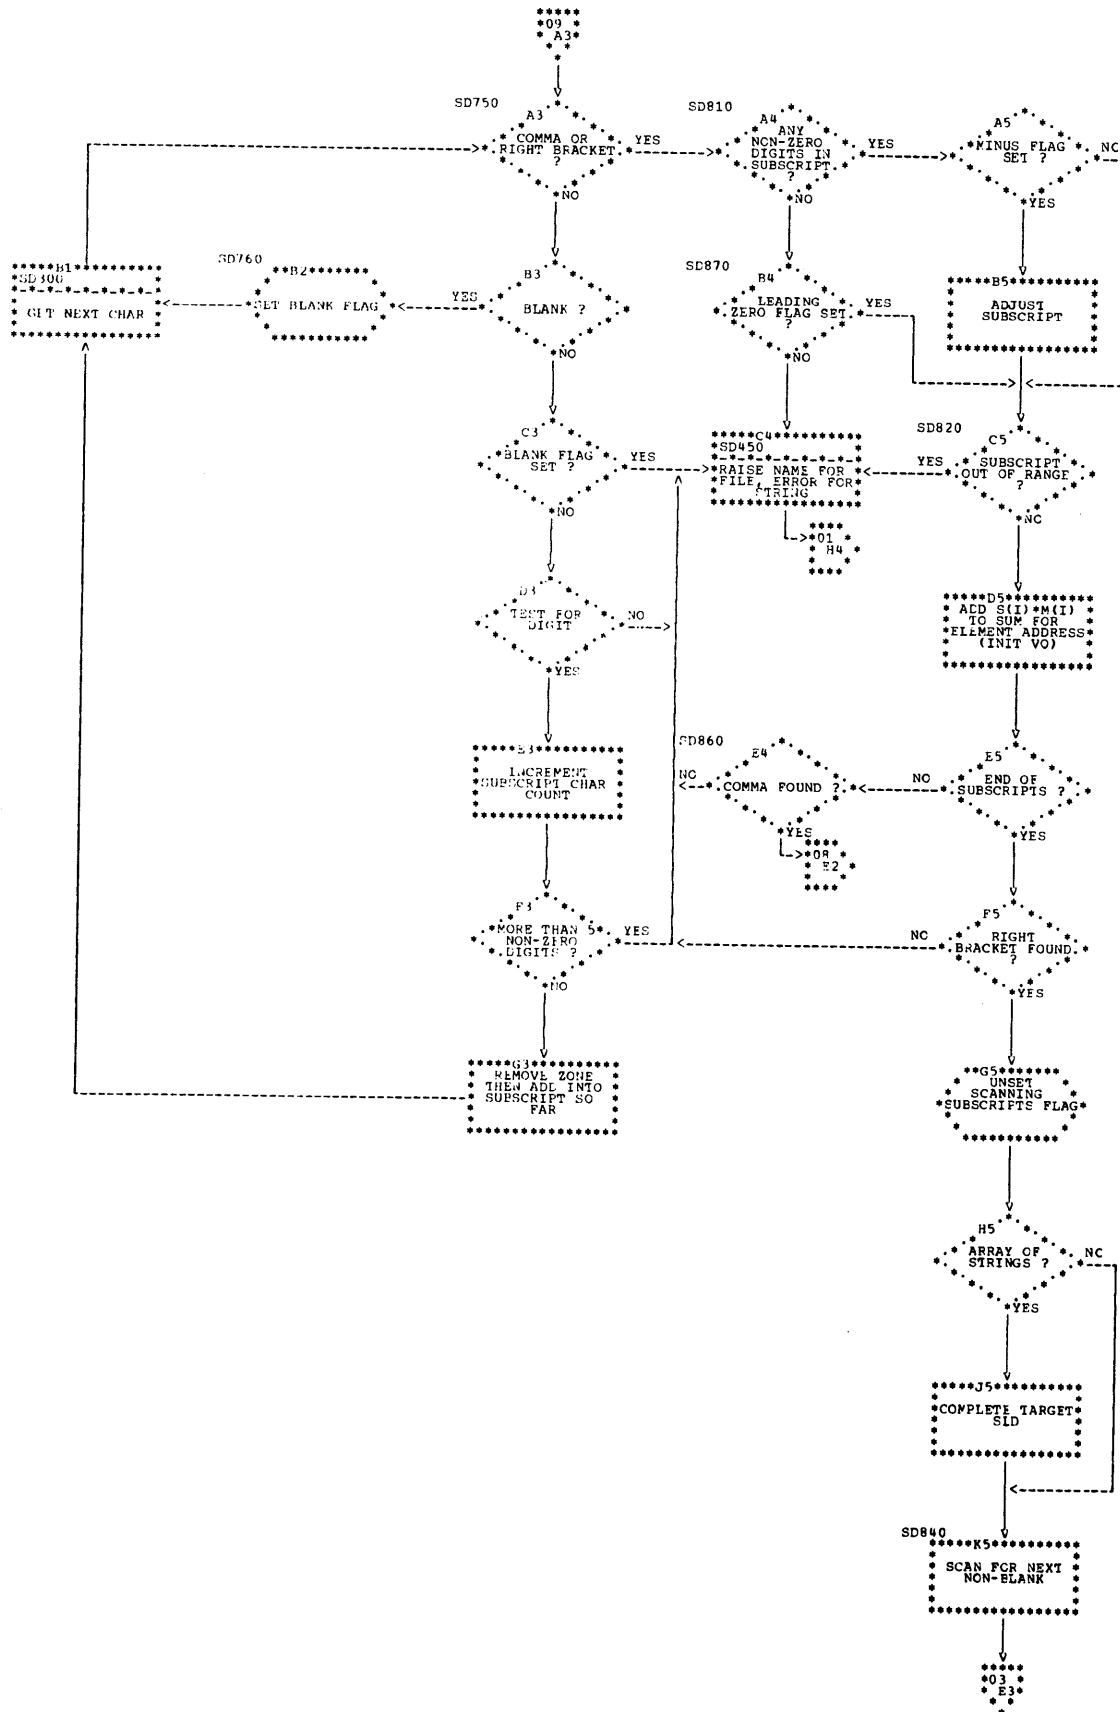 09
A3
SD750
A3
COMMA OR
RIGHT BRACKET
?
YES
NO
SD810
A4
ANY
NON-ZERO
DIGITS IN
SUBSCRIPT
?
YES
NO
A5
MINUS FLAG
SET ?
NC
YES
B1
SD300
GET NEXT CHAR
SD760
B2
SET BLANK FLAG
YES
B3
BLANK ?
NO
SD870
B4
LEADING
ZERO FLAG SET
?
YES
NO
B5
ADJUST
SUBSCRIPT
C3
BLANK FLAG
SET ?
YES
NO
C4
SD450
RAISE NAME FOR
FILE, ERROR FOR
STRING
01
H4
SD820
YES
C5
SUBSCRIPT
OUT OF RANGE
?
NC
D3
TEST FOR
DIGIT
NO
YES
D5
ADD S(I)*M(I)
TO SUM FOR
ELEMENT ADDRESS
(INIT VO)
E3
INCREMENT
SUBSCRIPT CHAR
COUNT
SD860
NC
E4
COMMA FOUND ?
YES
08
E2
NO
E5
END OF
SUBSCRIPTS ?
YES
F3
MORE THAN 5
NON-ZERO
DIGITS ?
YES
NO
NC
F5
RIGHT
BRACKET FOUND
?
YES
G3
REMOVE ZONE
THEN ADD INTO
SUBSCRIPT SO
FAR
G5
UNSET
SCANNING
SUBSCRIPTS FLAG
H5
ARRAY OF
STRINGS ?
NC
YES
J5
COMPLETE TARGET
SLD
SD840
K5
SCAN FOR NEXT
NON-BLANK
03
E3